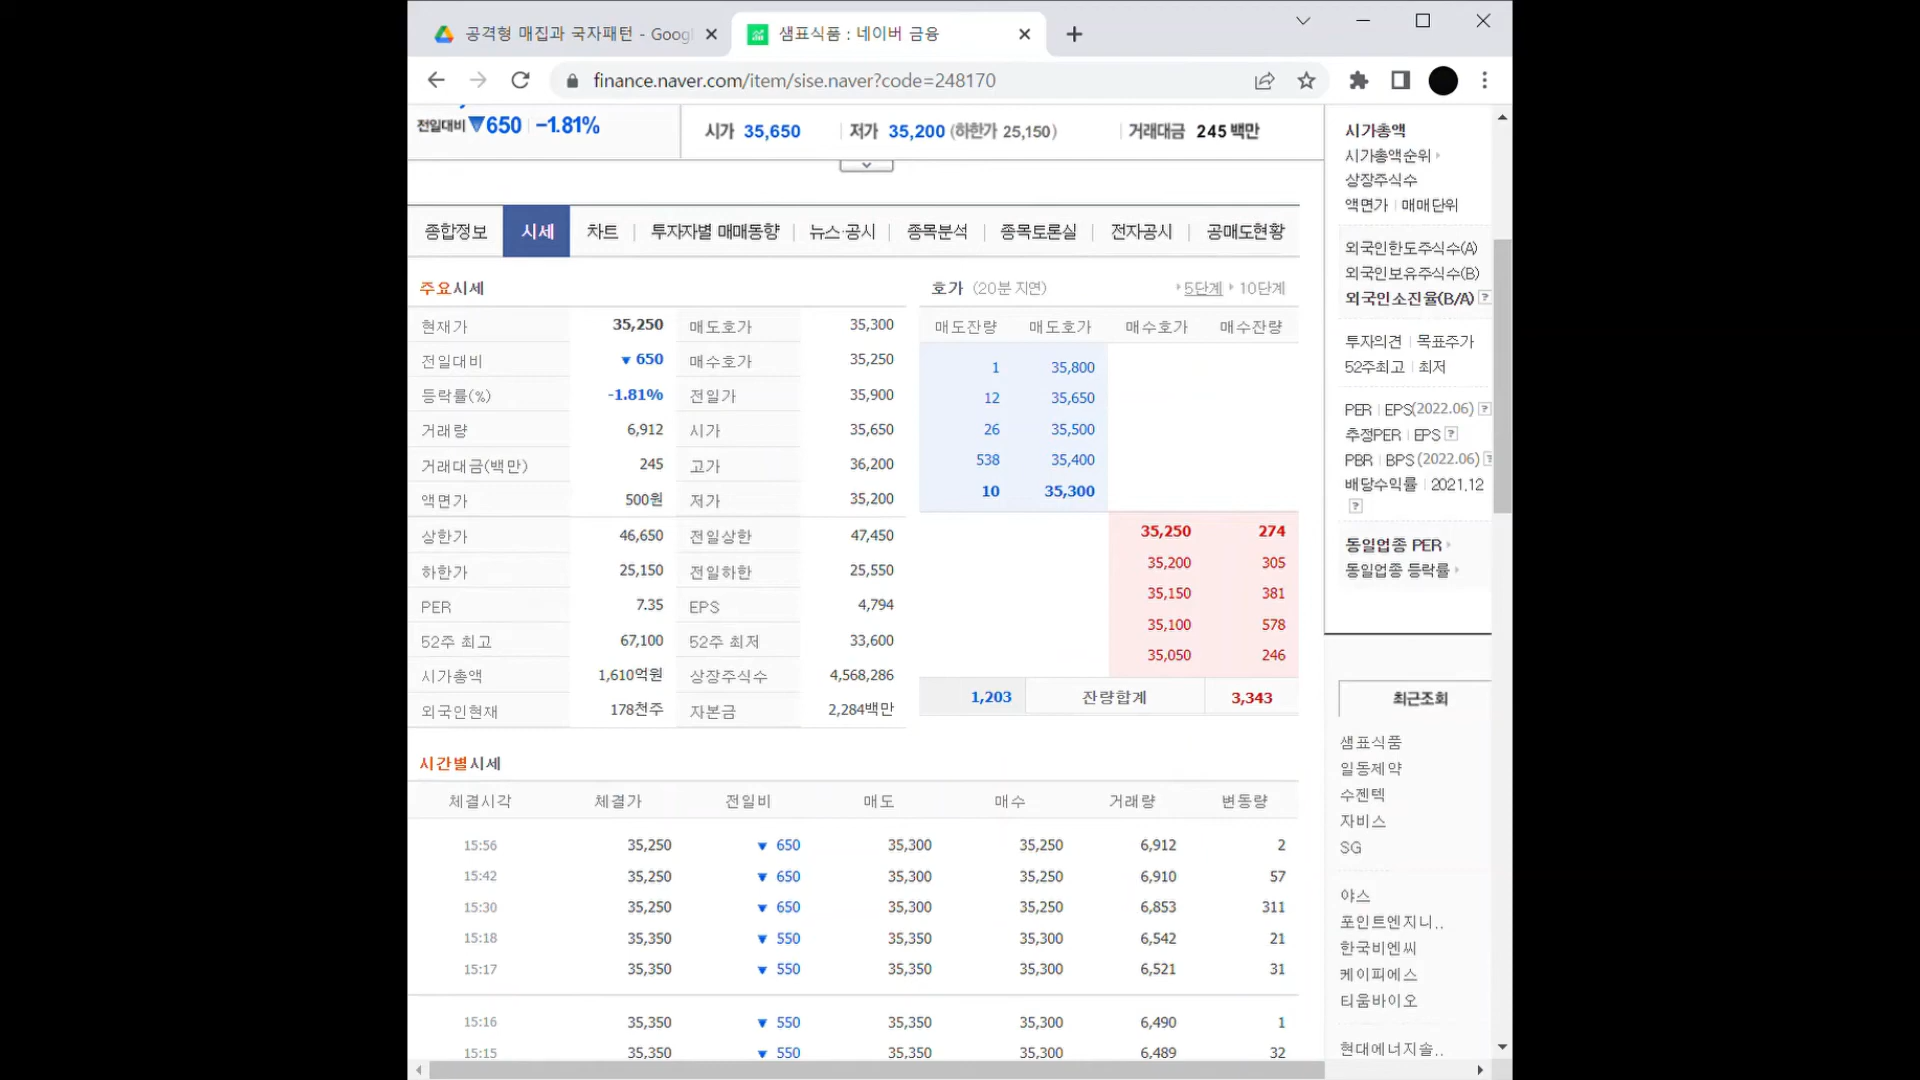 공격형 매집과 국자패턴 - Googl
샘표식품 : 네이버 금융
finance.naver.com/item/sise.naver?code=248170
전일대비 ▼650 −1.81%
시가 35,650 저가 35,200 (하한가 25,150) 거래대금 245 백만
종합정보 시세 차트 투자자별 매매동향 뉴스·공시 종목분석 종목토론실 전자공시 공매도현황
주요시세
현재가 35,250 매도호가 35,300
전일대비 ▼650 매수호가 35,250
등락률(%) -1.81% 전일가 35,900
거래량 6,912 시가 35,650
거래대금(백만) 245 고가 36,200
액면가 500원 저가 35,200
상한가 46,650 전일상한 47,450
하한가 25,150 전일하한 25,550
PER 7.35 EPS 4,794
52주 최고 67,100 52주 최저 33,600
시가총액 1,610억원 상장주식수 4,568,286
외국인현재 178천주 자본금 2,284백만
호가 (20분 지연) 5단계 10단계
매도잔량 매도호가 매수호가 매수잔량
1 35,800
12 35,650
26 35,500
538 35,400
10 35,300
35,250 274
35,200 305
35,150 381
35,100 578
35,050 246
1,203 잔량합계 3,343
시간별시세
체결시각 체결가 전일비 매도 매수 거래량 변동량
15:56 35,250 ▼ 650 35,300 35,250 6,912 2
15:42 35,250 ▼ 650 35,300 35,250 6,910 57
15:30 35,250 ▼ 650 35,300 35,250 6,853 311
15:18 35,350 ▼ 550 35,350 35,300 6,542 21
15:17 35,350 ▼ 550 35,350 35,300 6,521 31
15:16 35,350 ▼ 550 35,350 35,300 6,490 1
15:15 35,350 ▼ 550 35,350 35,300 6,489 32
시가총액
시가총액순위
상장주식수
액면가 | 매매단위
외국인한도주식수(A)
외국인보유주식수(B)
외국인소진율(B/A) ?
투자의견 | 목표주가
52주최고 | 최저
PER | EPS(2022.06) ?
추정PER | EPS ?
PBR | BPS (2022.06) ?
배당수익률 | 2021.12
?
동일업종 PER
동일업종 등락률
최근조회
샘표식품
일동제약
수젠텍
자비스
SG
야스
포인트엔지니..
한국비엔씨
케이피에스
티움바이오
현대에너지솔..